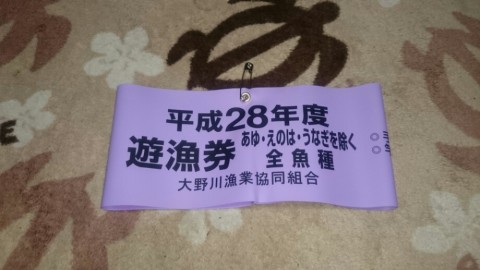 平成28年度
遊漁券 あゆ・えのは・うなぎを除く
全魚種
大野川漁業協同組合